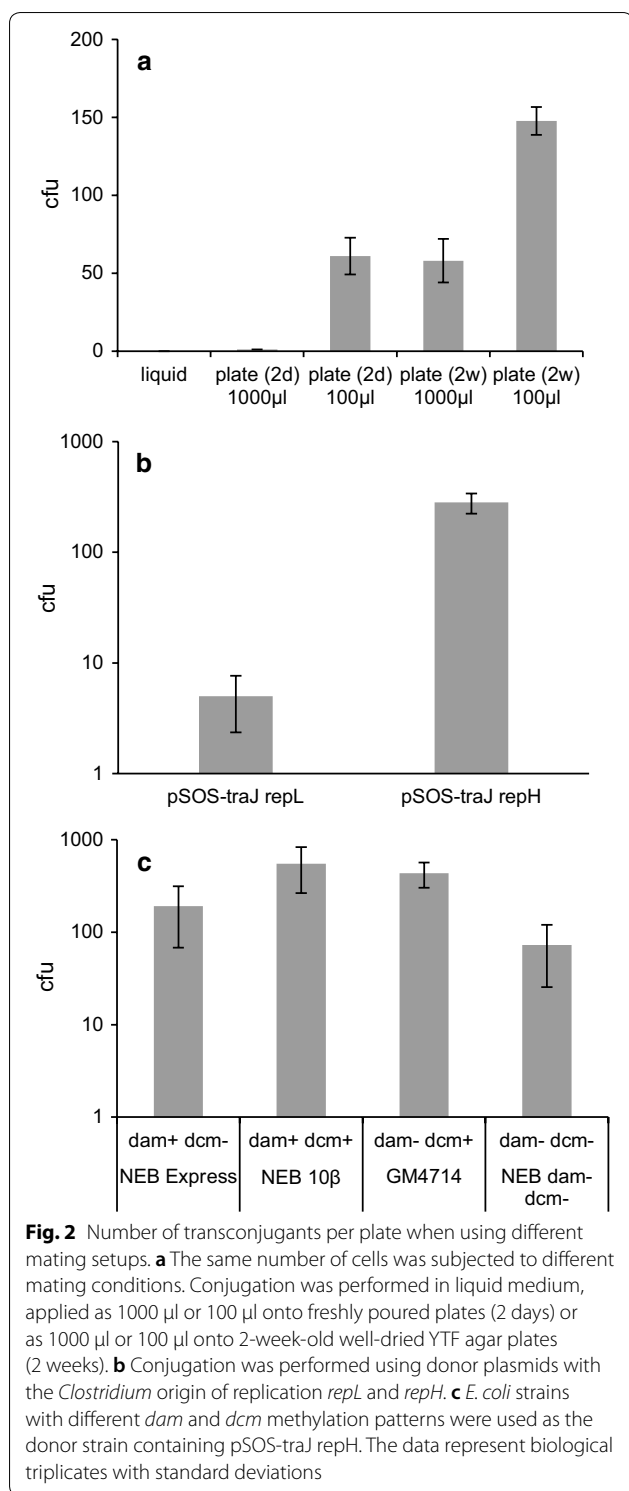 a
200
150
100
50
0
cfu
liquid
plate (2d) 1000µl
plate (2d) 100µl
plate (2w) 1000µl
plate (2w) 100µl
b
1000
100
10
1
cfu
pSOS-traJ repL
pSOS-traJ repH
c
1000
100
10
1
cfu
dam+ dcm- dam+ dcm+ dam- dcm+ dam- dcm-
NEB Express NEB 10β GM4714 NEB dam-
dcm-
Fig. 2 Number of transconjugants per plate when using different
mating setups. a The same number of cells was subjected to different
mating conditions. Conjugation was performed in liquid medium,
applied as 1000 µl or 100 µl onto freshly poured plates (2 days) or
as 1000 µl or 100 µl onto 2-week-old well-dried YTF agar plates
(2 weeks). b Conjugation was performed using donor plasmids with
the Clostridium origin of replication repL and repH. c E. coli strains
with different dam and dcm methylation patterns were used as the
donor strain containing pSOS-traJ repH. The data represent biological
triplicates with standard deviations